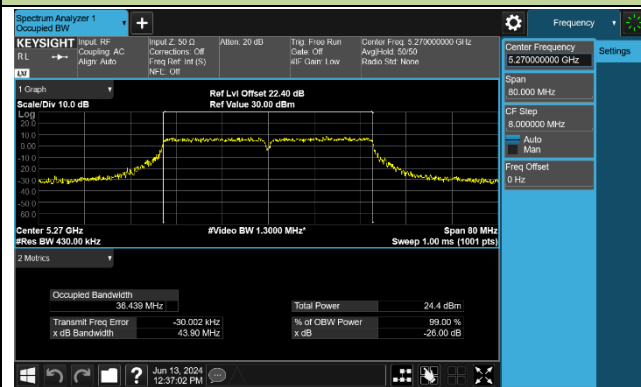 Spectrum Analyzer 1
Occupied BW
+
Frequency
KEYSIGHT
RL
LXI
Input: RF
Coupling: AC
Align: Auto
Input Z: 50 Ω
Corrections: Off
Freq Ref: Int (S)
NFE: Off
Atten: 20 dB
Trig: Free Run
Gate: Off
#IF Gain: Low
Center Freq: 5.270000000 GHz
Avg|Hold: 50/50
Radio Std: None
Center Frequency
5.270000000 GHz
Settings
Span
80.000 MHz
CF Step
8.000000 MHz
Auto
Man
Freq Offset
0 Hz
1 Graph
Scale/Div 10.0 dB
Ref Lvl Offset 22.40 dB
Ref Value 30.00 dBm
Log
20.0
10.0
0.00
-10.0
-20.0
-30.0
-40.0
-50.0
-60.0
Center 5.27 GHz
#Res BW 430.00 kHz
#Video BW 1.3000 MHz*
Span 80 MHz
Sweep 1.00 ms (1001 pts)
2 Metrics
Occupied Bandwidth
36.439 MHz
Total Power
24.4 dBm
Transmit Freq Error
-30.002 kHz
% of OBW Power
99.00 %
x dB Bandwidth
43.90 MHz
x dB
-26.00 dB
?
Jun 13, 2024
12:37:02 PM